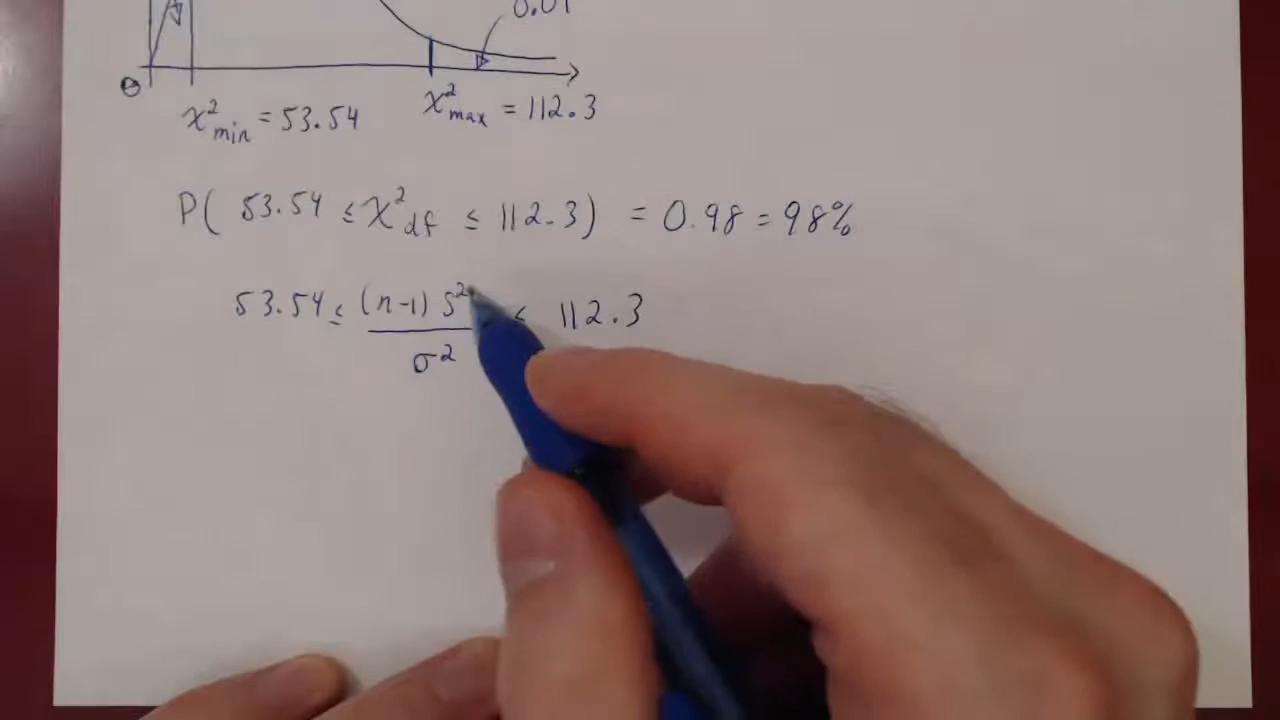 0.01
0
χ²min = 53.54 χ²max = 112.3
P( 53.54 ≤ χ²df ≤ 112.3) = 0.98 = 98%
53.54 ≤ (n-1) S² ≤ 112.3
σ²